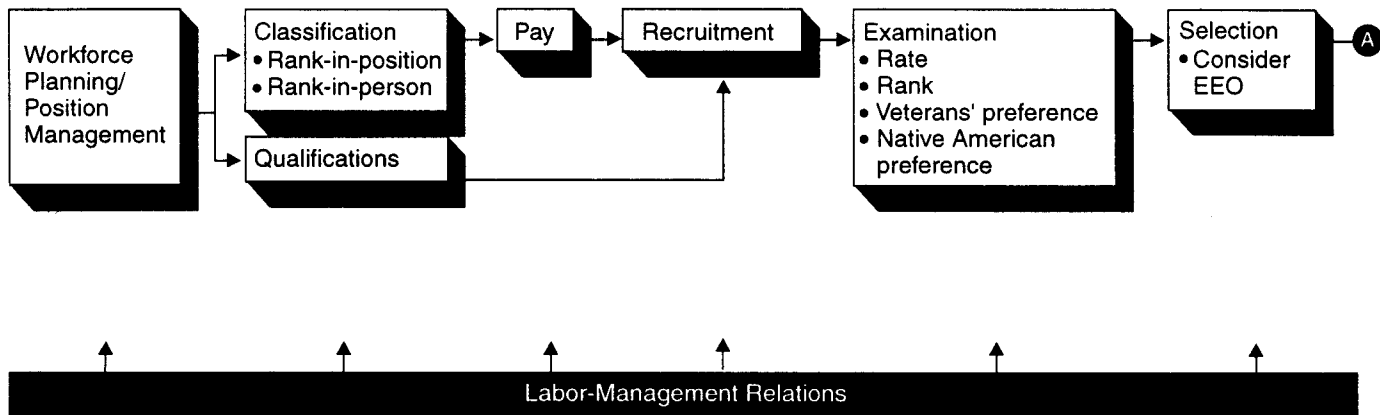 Workforce
Planning/
Position
Management
Classification
• Rank-in-position
• Rank-in-person
Qualifications
Pay
Recruitment
Examination
• Rate
• Rank
• Veterans' preference
• Native American
preference
Selection
• Consider
EEO
A
Labor-Management Relations